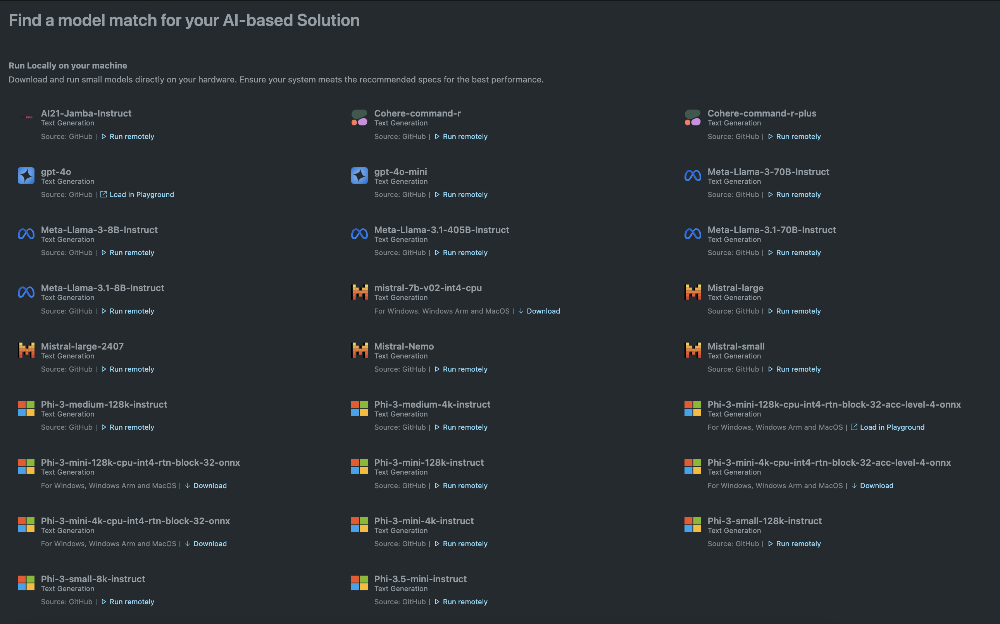 Find a model match for your AI-based Solution
Run Locally on your machine
Download and run small models directly on your hardware. Ensure your system meets the recommended specs for the best performance.
AI21-Jamba-Instruct
Text Generation
Source: GitHub | Run remotely
Cohere-command-r
Text Generation
Source: GitHub | Run remotely
Cohere-command-r-plus
Text Generation
Source: GitHub | Run remotely
gpt-4o
Text Generation
Source: GitHub | Load in Playground
gpt-4o-mini
Text Generation
Source: GitHub | Run remotely
Meta-Llama-3-70B-Instruct
Text Generation
Source: GitHub | Run remotely
Meta-Llama-3-8B-Instruct
Text Generation
Source: GitHub | Run remotely
Meta-Llama-3.1-405B-Instruct
Text Generation
Source: GitHub | Run remotely
Meta-Llama-3.1-70B-Instruct
Text Generation
Source: GitHub | Run remotely
Meta-Llama-3.1-8B-Instruct
Text Generation
Source: GitHub | Run remotely
mistral-7b-v02-int4-cpu
Text Generation
For Windows, Windows Arm and MacOS | Download
Mistral-large
Text Generation
Source: GitHub | Run remotely
Mistral-large-2407
Text Generation
Source: GitHub | Run remotely
Mistral-Nemo
Text Generation
Source: GitHub | Run remotely
Mistral-small
Text Generation
Source: GitHub | Run remotely
Phi-3-medium-128k-instruct
Text Generation
Source: GitHub | Run remotely
Phi-3-medium-4k-instruct
Text Generation
Source: GitHub | Run remotely
Phi-3-mini-128k-cpu-int4-rtn-block-32-acc-level-4-onnx
Text Generation
For Windows, Windows Arm and MacOS | Load in Playground
Phi-3-mini-128k-cpu-int4-rtn-block-32-onnx
Text Generation
For Windows, Windows Arm and MacOS | Download
Phi-3-mini-128k-instruct
Text Generation
Source: GitHub | Run remotely
Phi-3-mini-4k-cpu-int4-rtn-block-32-acc-level-4-onnx
Text Generation
For Windows, Windows Arm and MacOS | Download
Phi-3-mini-4k-cpu-int4-rtn-block-32-onnx
Text Generation
For Windows, Windows Arm and MacOS | Download
Phi-3-mini-4k-instruct
Text Generation
Source: GitHub | Run remotely
Phi-3-small-128k-instruct
Text Generation
Source: GitHub | Run remotely
Phi-3-small-8k-instruct
Text Generation
Source: GitHub | Run remotely
Phi-3.5-mini-instruct
Text Generation
Source: GitHub | Run remotely